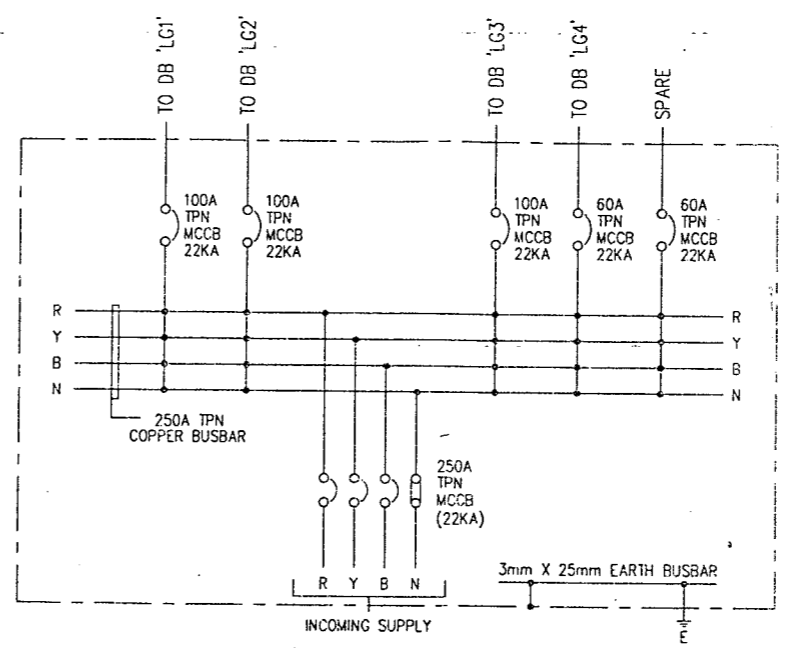 TO DB 'LG1'
TO DB 'LG2'
TO DB 'LG3'
TO DB 'LG4'
SPARE
100A
TPN
MCCB
22KA
100A
TPN
MCCB
22KA
100A
TPN
MCCB
22KA
60A
TPN
MCCB
22KA
60A
TPN
MCCB
22KA
R
Y
B
N
R
Y
B
N
250A TPN
COPPER BUSBAR
250A
TPN
MCCB
(22KA)
R Y B N
INCOMING SUPPLY
3mm X 25mm EARTH BUSBAR
E